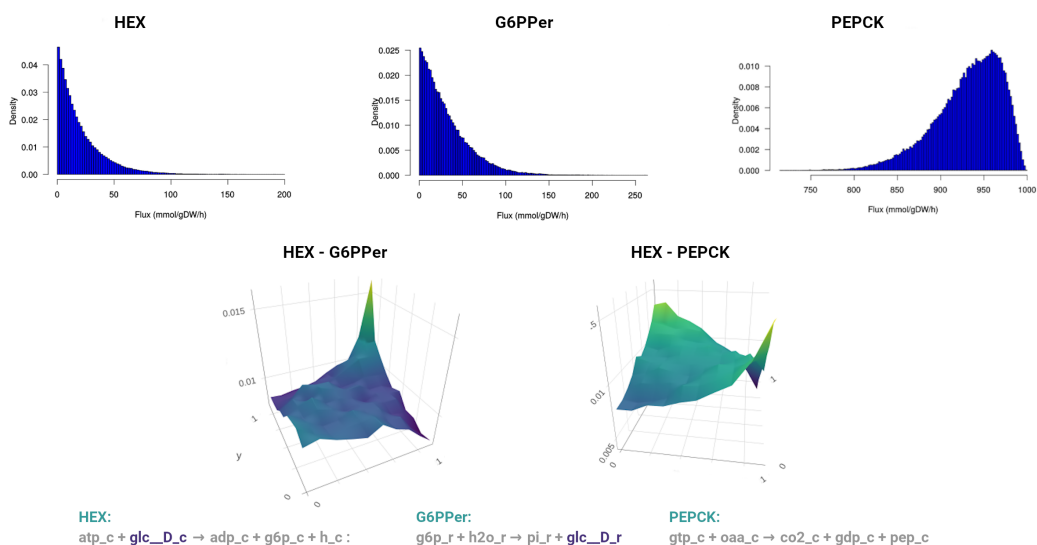 HEX G6PPer PEPCK
Density
0.00 0.01 0.02 0.03 0.04
0 50 100 150 200
Flux (mmol/gDW/h)
Density
0.000 0.005 0.010 0.015 0.020 0.025
0 50 100 150 200 250
Flux (mmol/gDW/h)
Density
0.000 0.002 0.004 0.006 0.008 0.010
750 800 850 900 950 1000
Flux (mmol/gDW/h)
HEX - G6PPer HEX - PEPCK
0.015
0.01
1
y
0
0
1
.5
0.01
0.005
0
1
0
1
HEX: G6PPer: PEPCK:
atp_c + glc__D_c → adp_c + g6p_c + h_c : g6p_r + h2o_r → pi_r + glc__D_r gtp_c + oaa_c → co2_c + gdp_c + pep_c